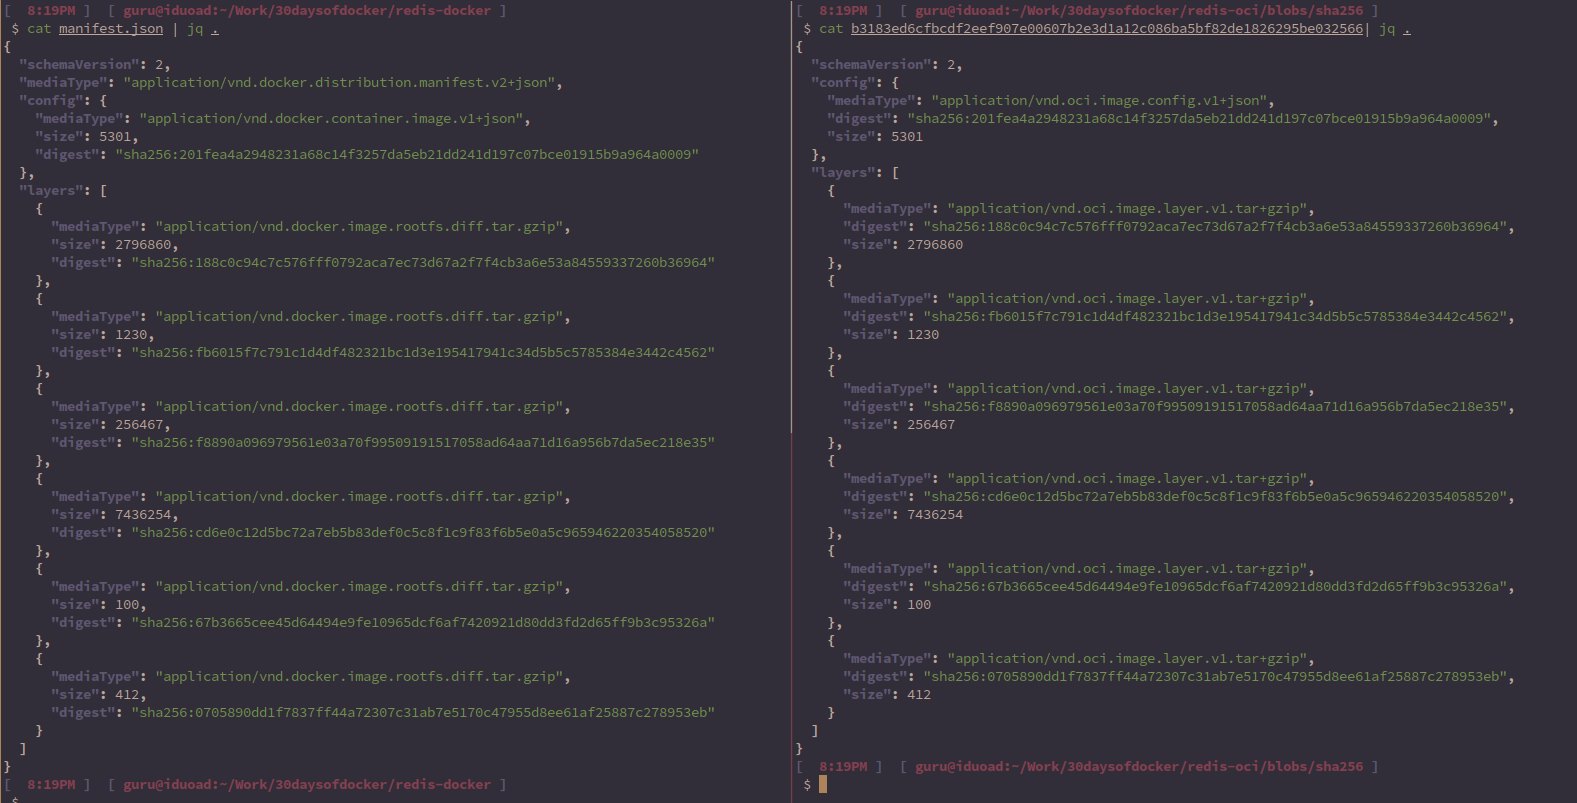 [  8:19PM ]  [ guru@iduoad:~/Work/30daysofdocker/redis-docker ]
 $ cat manifest.json | jq .
{
  "schemaVersion": 2,
  "mediaType": "application/vnd.docker.distribution.manifest.v2+json",
  "config": {
    "mediaType": "application/vnd.docker.container.image.v1+json",
    "size": 5301,
    "digest": "sha256:201fea4a2948231a68c14f3257da5eb21dd241d197c07bce01915b9a964a0009"
  },
  "layers": [
    {
      "mediaType": "application/vnd.docker.image.rootfs.diff.tar.gzip",
      "size": 2796860,
      "digest": "sha256:188c0c94c7c576fff0792aca7ec73d67a2f7f4cb3a6e53a84559337260b36964"
    },
    {
      "mediaType": "application/vnd.docker.image.rootfs.diff.tar.gzip",
      "size": 1230,
      "digest": "sha256:fb6015f7c791c1d4df482321bc1d3e195417941c34d5b5c5785384e3442c4562"
    },
    {
      "mediaType": "application/vnd.docker.image.rootfs.diff.tar.gzip",
      "size": 256467,
      "digest": "sha256:f8890a096979561e03a70f99509191517058ad64aa71d16a956b7da5ec218e35"
    },
    {
      "mediaType": "application/vnd.docker.image.rootfs.diff.tar.gzip",
      "size": 7436254,
      "digest": "sha256:cd6e0c12d5bc72a7eb5b83def0c5c8f1c9f83f6b5e0a5c965946220354058520"
    },
    {
      "mediaType": "application/vnd.docker.image.rootfs.diff.tar.gzip",
      "size": 100,
      "digest": "sha256:67b3665cee45d64494e9fe10965dcf6af7420921d80dd3fd2d65ff9b3c95326a"
    },
    {
      "mediaType": "application/vnd.docker.image.rootfs.diff.tar.gzip",
      "size": 412,
      "digest": "sha256:0705890dd1f7837ff44a72307c31ab7e5170c47955d8ee61af25887c278953eb"
    }
  ]
}
[  8:19PM ]  [ guru@iduoad:~/Work/30daysofdocker/redis-docker ]
 $
[  8:19PM ]  [ guru@iduoad:~/Work/30daysofdocker/redis-oci/blobs/sha256 ]
 $ cat b3183ed6cfbcdf2eef907e00607b2e3d1a12c086ba5bf82de1826295be032566| jq .
{
  "schemaVersion": 2,
  "config": {
    "mediaType": "application/vnd.oci.image.config.v1+json",
    "digest": "sha256:201fea4a2948231a68c14f3257da5eb21dd241d197c07bce01915b9a964a0009",
    "size": 5301
  },
  "layers": [
    {
      "mediaType": "application/vnd.oci.image.layer.v1.tar+gzip",
      "digest": "sha256:188c0c94c7c576fff0792aca7ec73d67a2f7f4cb3a6e53a84559337260b36964",
      "size": 2796860
    },
    {
      "mediaType": "application/vnd.oci.image.layer.v1.tar+gzip",
      "digest": "sha256:fb6015f7c791c1d4df482321bc1d3e195417941c34d5b5c5785384e3442c4562",
      "size": 1230
    },
    {
      "mediaType": "application/vnd.oci.image.layer.v1.tar+gzip",
      "digest": "sha256:f8890a096979561e03a70f99509191517058ad64aa71d16a956b7da5ec218e35",
      "size": 256467
    },
    {
      "mediaType": "application/vnd.oci.image.layer.v1.tar+gzip",
      "digest": "sha256:cd6e0c12d5bc72a7eb5b83def0c5c8f1c9f83f6b5e0a5c965946220354058520",
      "size": 7436254
    },
    {
      "mediaType": "application/vnd.oci.image.layer.v1.tar+gzip",
      "digest": "sha256:67b3665cee45d64494e9fe10965dcf6af7420921d80dd3fd2d65ff9b3c95326a",
      "size": 100
    },
    {
      "mediaType": "application/vnd.oci.image.layer.v1.tar+gzip",
      "digest": "sha256:0705890dd1f7837ff44a72307c31ab7e5170c47955d8ee61af25887c278953eb",
      "size": 412
    }
  ]
}
[  8:19PM ]  [ guru@iduoad:~/Work/30daysofdocker/redis-oci/blobs/sha256 ]
 $